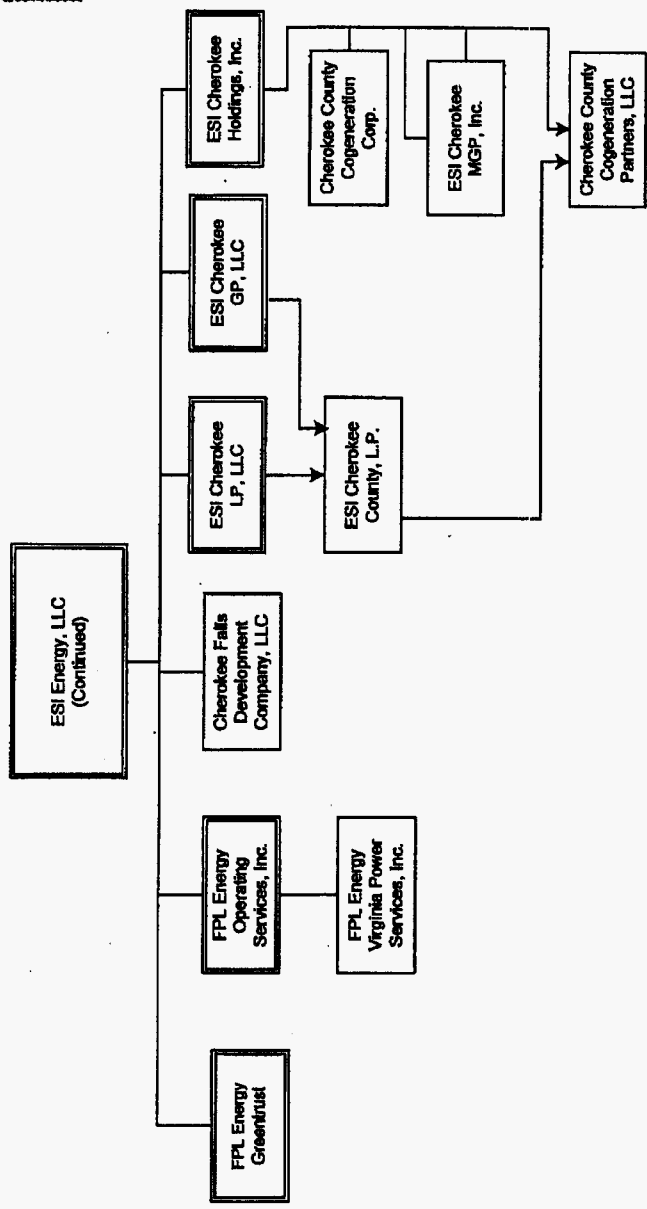 ESI Energy, LLC
(Continued)
FPL Energy
Greentrust
FPL Energy
Operating
Services, Inc.
Cherokee Falls
Development
Company, LLC
ESI Cherokee
LP, LLC
ESI Cherokee
GP, LLC
ESI Cherokee
Holdings, Inc.
FPL Energy
Virginia Power
Services, Inc.
ESI Cherokee
County, L.P.
Cherokee County
Cogeneration
Corp.
ESI Cherokee
MGP, Inc.
Cherokee County
Cogeneration
Partners, LLC